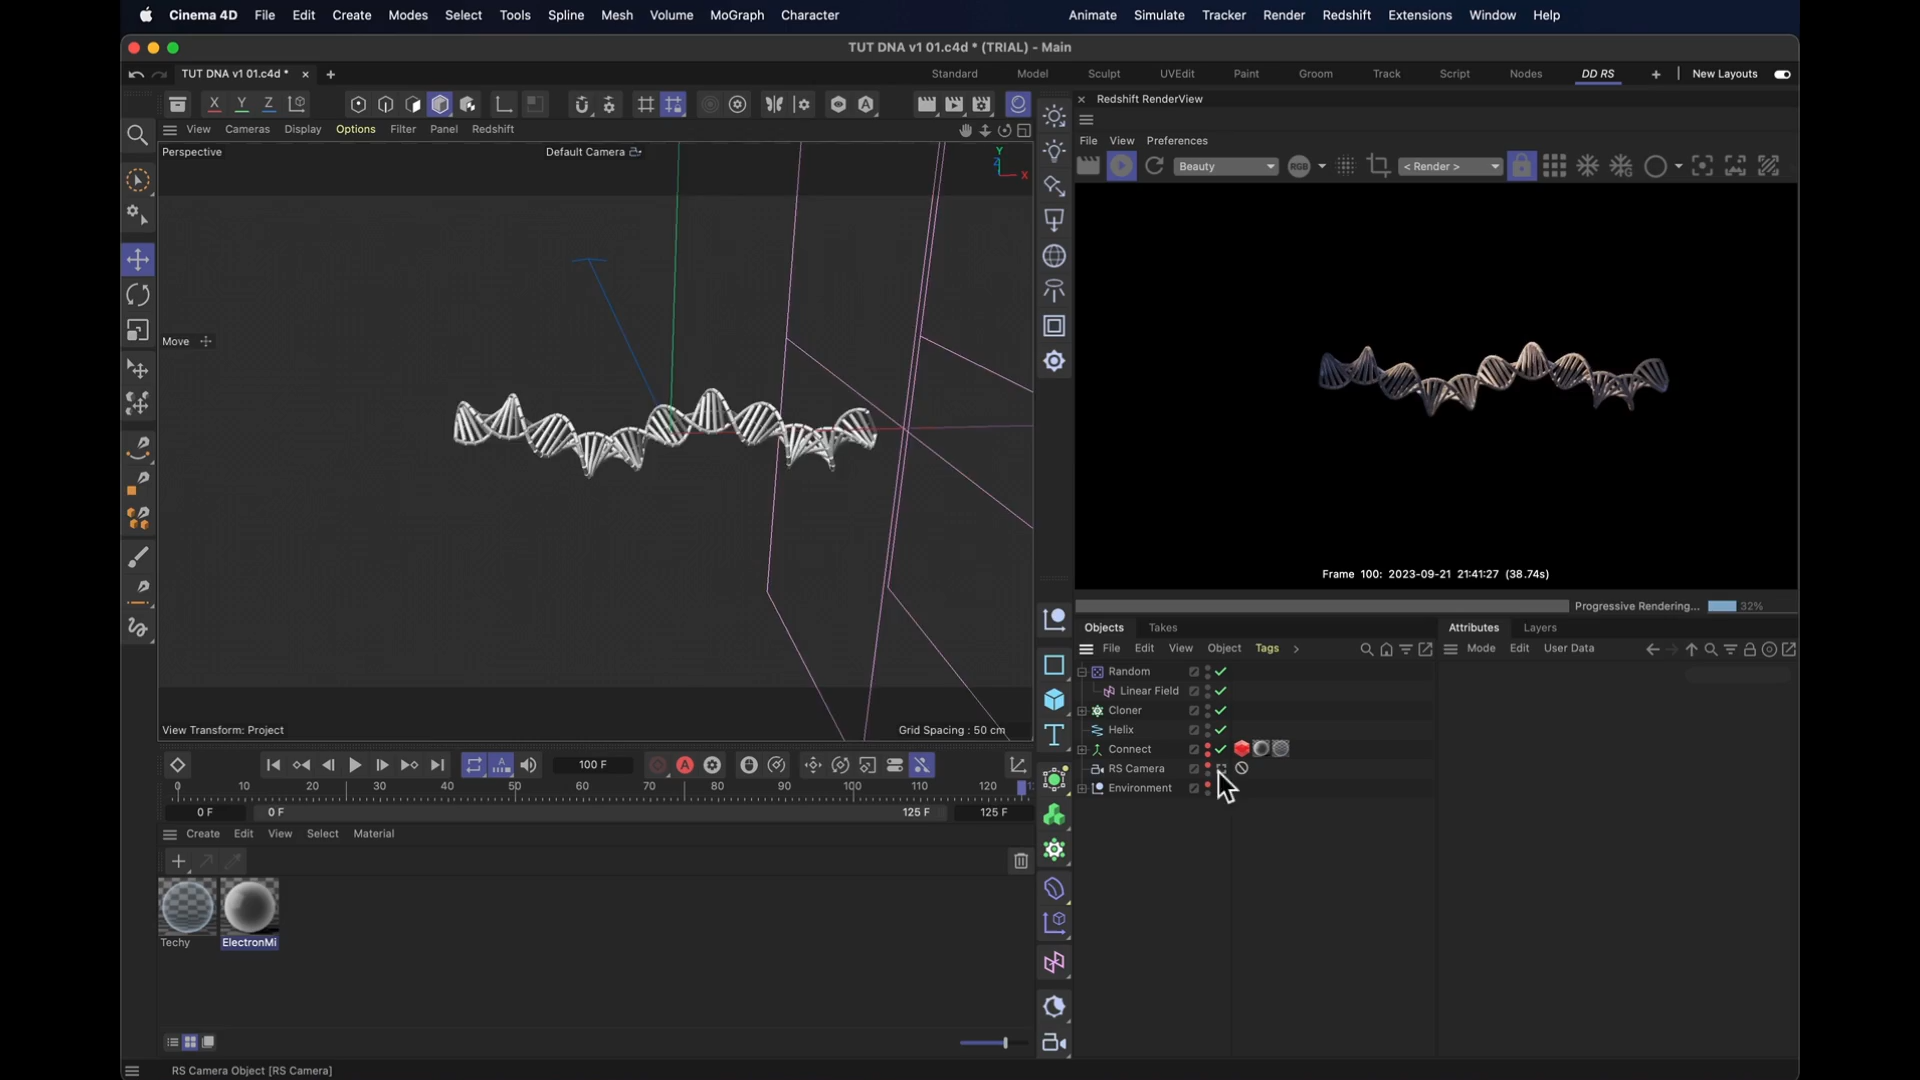 Cinema 4D File Edit Create Modes Select Tools Spline Mesh Volume MoGraph Character Animate Simulate Tracker Render Redshift Extensions Window Help
TUT DNA v1 01.c4d * (TRIAL) - Main
TUT DNA v1 01.c4d * × + Standard Model Sculpt UVEdit Paint Groom Track Script Nodes DD RS + New Layouts
X Y Z
× Redshift RenderView
View Cameras Display Options Filter Panel Redshift
File View Preferences
Perspective Default Camera Y Z X
Beauty RGB < Render >
Move
Frame 100: 2023-09-21 21:41:27 (38.74s)
Progressive Rendering... 32%
View Transform: Project Grid Spacing : 50 cm
Objects Takes
File Edit View Object Tags >
Random
Linear Field
Cloner
Helix
Connect
RS Camera
Environment
Attributes Layers
Mode Edit User Data
A A 100 F
0 10 20 30 40 50 60 70 80 90 100 110 120
0 F 0 F 125 F 125 F
Create Edit View Select Material
Techy ElectronMi
RS Camera Object [RS Camera]